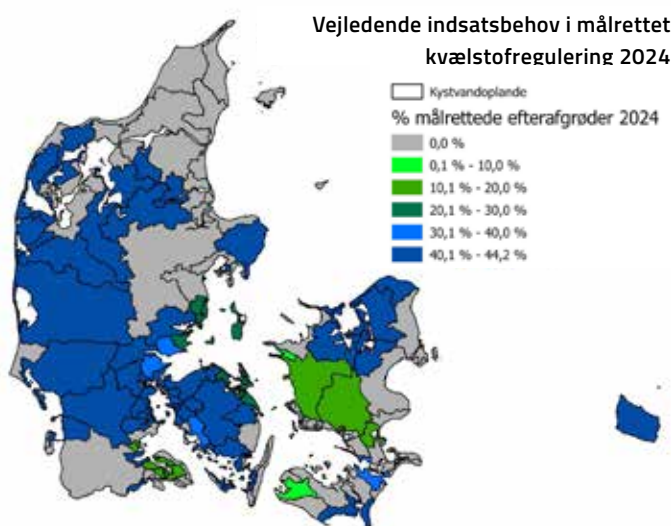 Vejledende indsatsbehov i målrettet
kvælstofregulering 2024
Kystvandoplande
% målrettede efterafgrøder 2024
0,0 %
0,1 % - 10,0 %
10,1 % - 20,0 %
20,1 % - 30,0 %
30,1 % - 40,0 %
40,1 % - 44,2 %